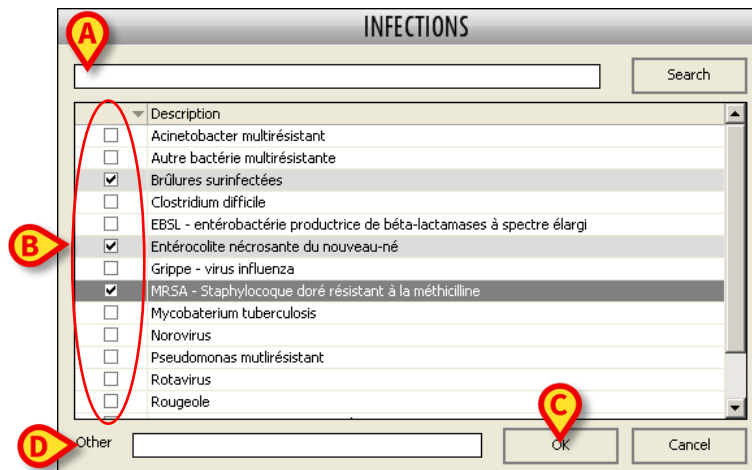 INFECTIONS
A
Search
Description
Acinetobacter multirésistant
Autre bactérie multirésistante
Brûlures surinfectées
Clostridium difficile
EBSL - entérobactérie productrice de béta-lactamases à spectre élargi
B
Entérocolite nécrosante du nouveau-né
Grippe - virus influenza
MRSA - Staphylocoque doré résistant à la méthicilline
Mycobaterium tuberculosis
Norovirus
Pseudomonas mutlirésistant
Rotavirus
Rougeole
C
D
Other
OK
Cancel